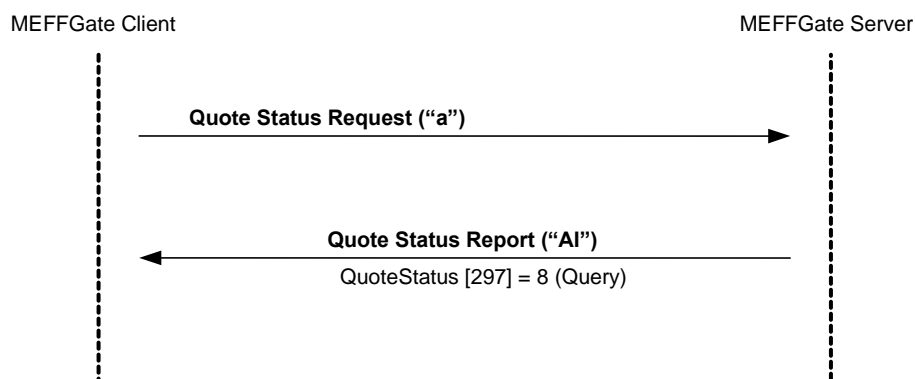 MEFFGate Client
MEFFGate Server
Quote Status Request (“a”)
Quote Status Report (“AI”)
QuoteStatus [297] = 8 (Query)